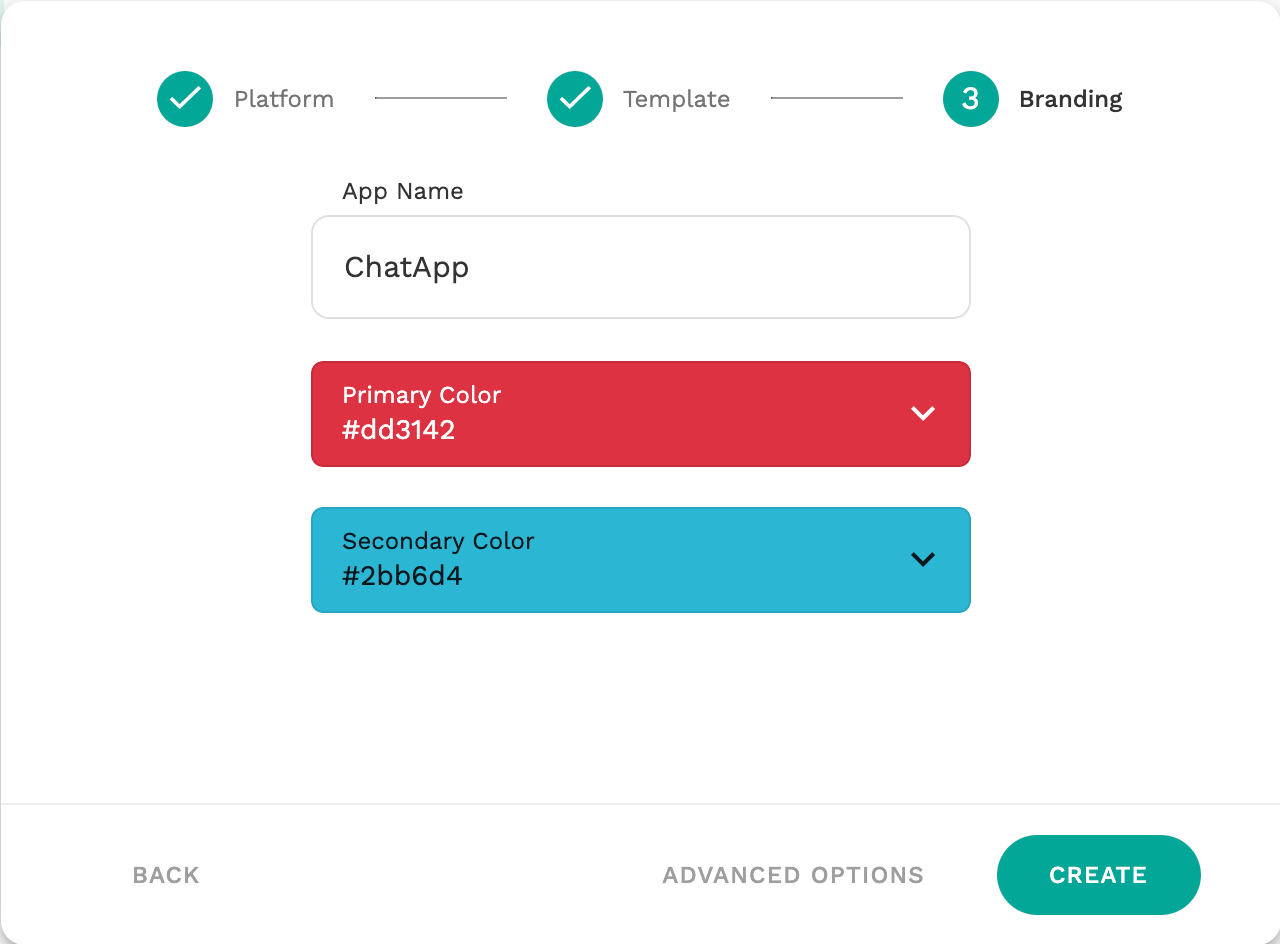 Platform
Template
3 Branding
App Name
ChatApp
Primary Color
#dd3142
Secondary Color
#2bb6d4
BACK
ADVANCED OPTIONS
CREATE